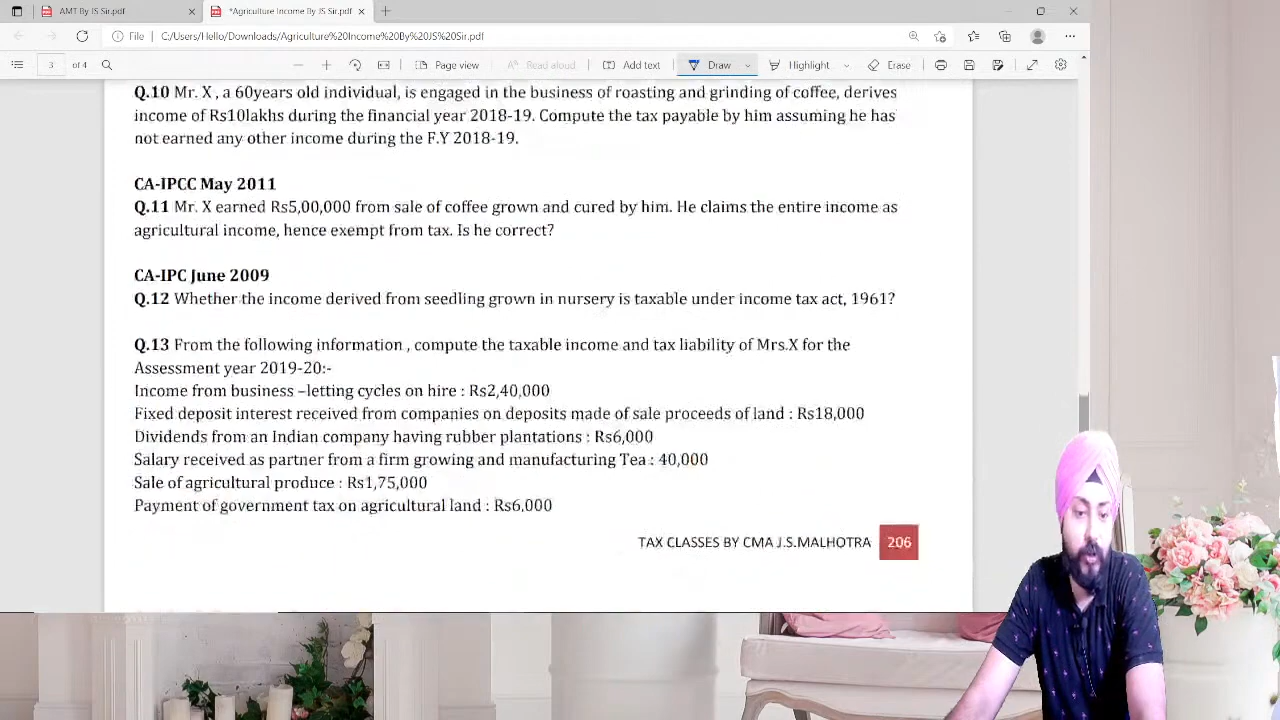 AMT By JS Sir.pdf
*Agriculture Income By JS Sir.pdf
File
C:/Users/Hello/Downloads/Agriculture%20Income%20By%20JS%20Sir.pdf
3 of 4
Page view
Read aloud
Add text
Draw
Highlight
Erase
Q.10 Mr. X , a 60years old individual, is engaged in the business of roasting and grinding of coffee, derives
income of Rs10lakhs during the financial year 2018-19. Compute the tax payable by him assuming he has
not earned any other income during the F.Y 2018-19.
CA-IPCC May 2011
Q.11 Mr. X earned Rs5,00,000 from sale of coffee grown and cured by him. He claims the entire income as
agricultural income, hence exempt from tax. Is he correct?
CA-IPC June 2009
Q.12 Whether the income derived from seedling grown in nursery is taxable under income tax act, 1961?
Q.13 From the following information , compute the taxable income and tax liability of Mrs.X for the
Assessment year 2019-20:-
Income from business –letting cycles on hire : Rs2,40,000
Fixed deposit interest received from companies on deposits made of sale proceeds of land : Rs18,000
Dividends from an Indian company having rubber plantations : Rs6,000
Salary received as partner from a firm growing and manufacturing Tea : 40,000
Sale of agricultural produce : Rs1,75,000
Payment of government tax on agricultural land : Rs6,000
TAX CLASSES BY CMA J.S.MALHOTRA 206